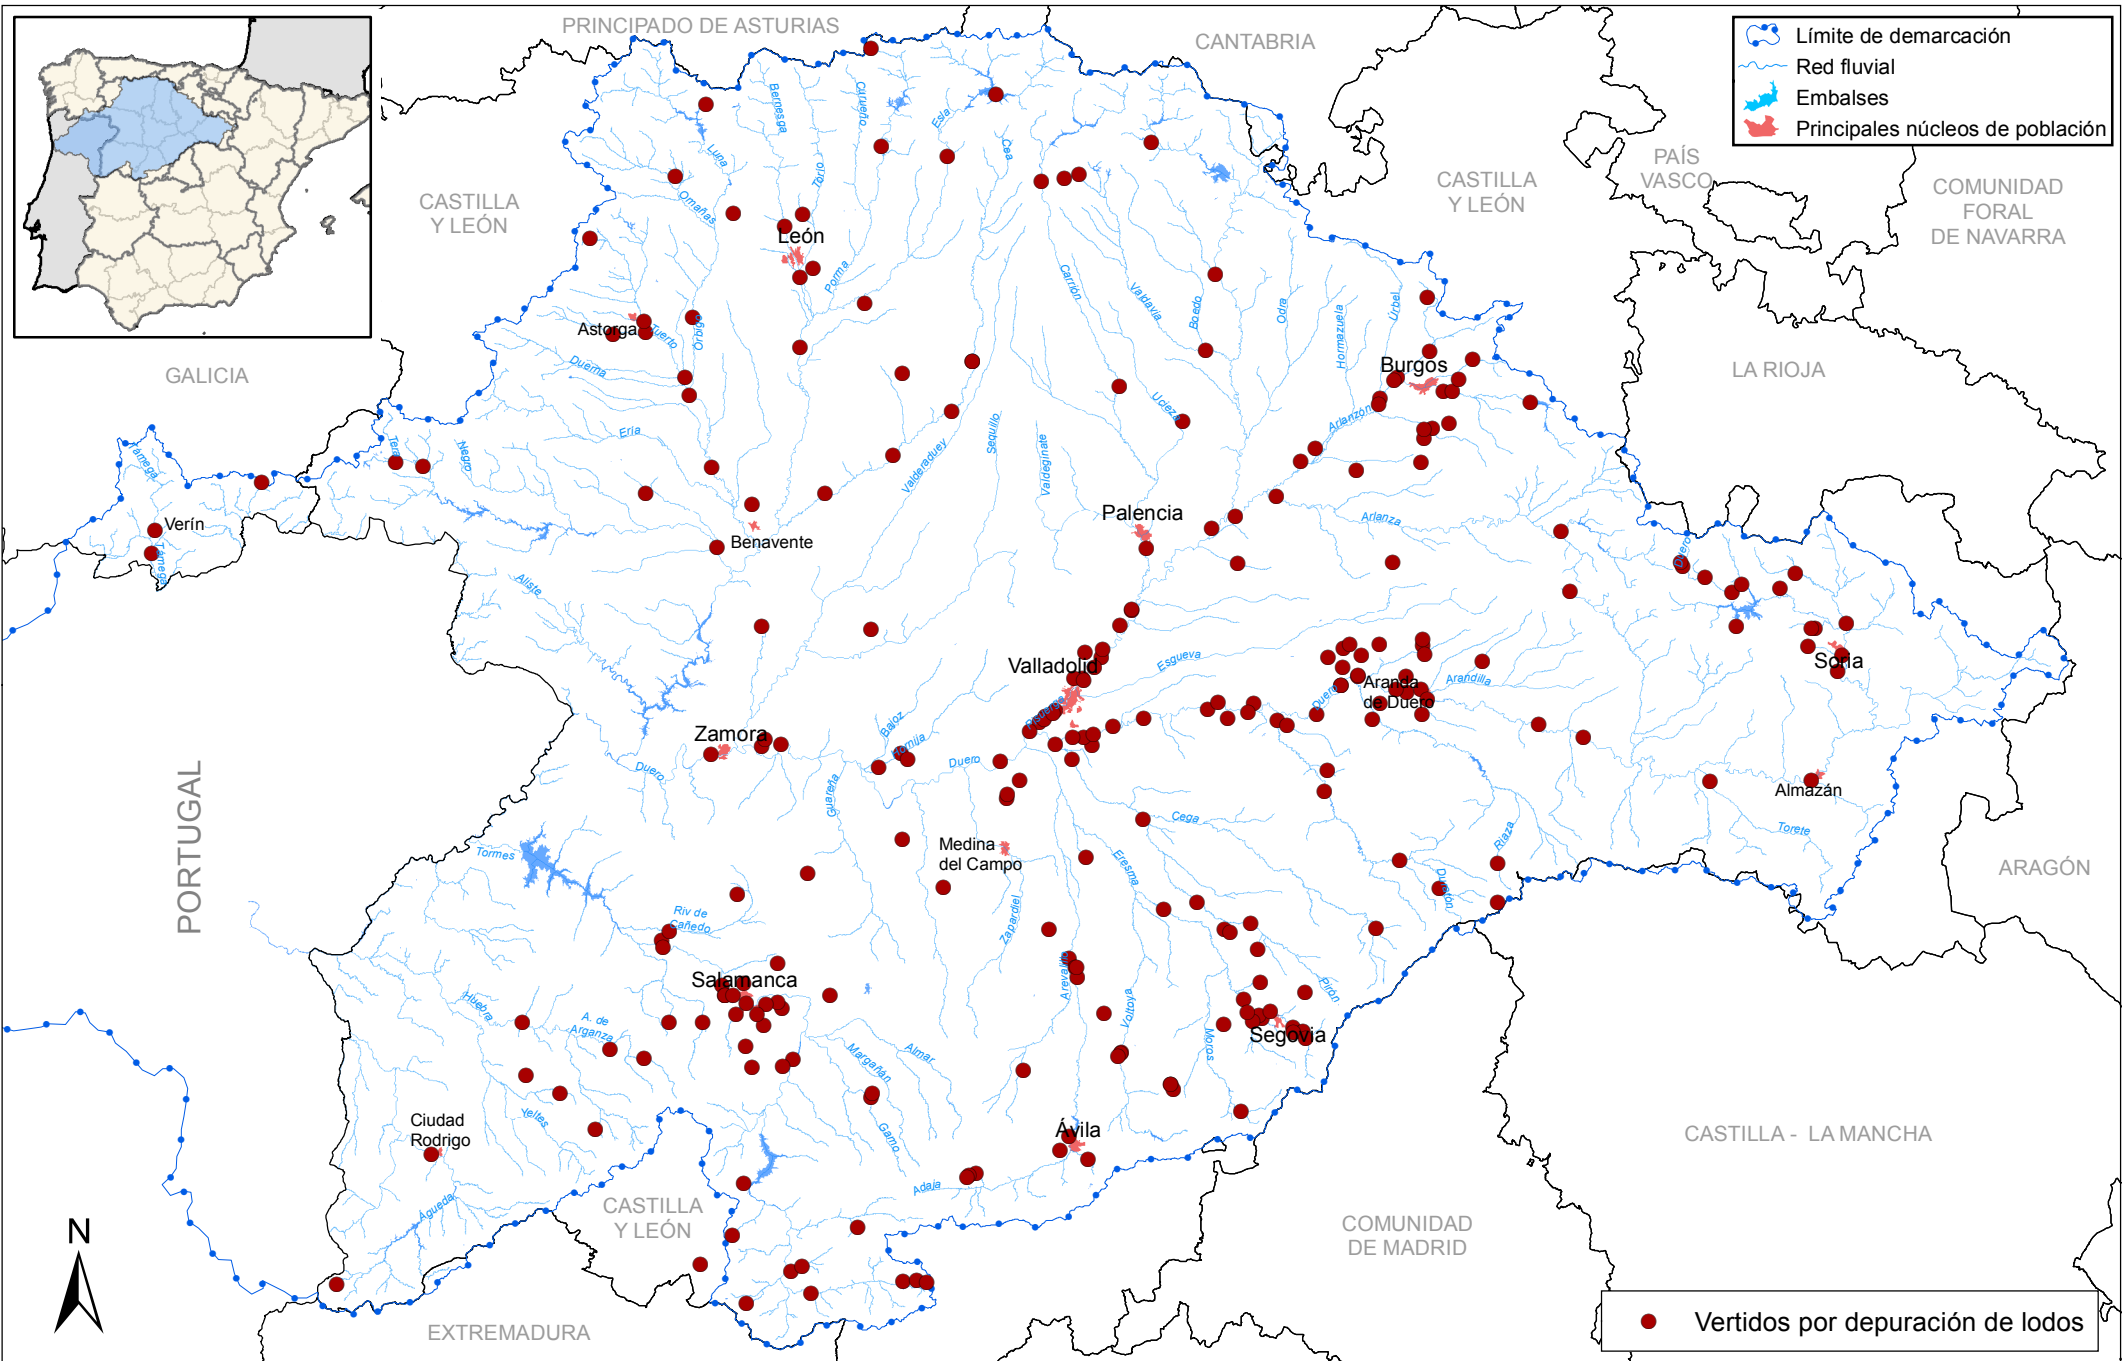 PRINCIPADO DE ASTURIAS
CANTABRIA
Límite de demarcación
Red fluvial
Embalses
Principales núcleos de población
CASTILLA
Y LEÓN
CASTILLA
Y LEÓN
PAÍS
VASCO
COMUNIDAD
FORAL
DE NAVARRA
Bernesga
Curueño
Esla
Cea
Luna
Torío
Omañas
León
Porma
Carrión
Valdavia
Boedo
Odra
Hormazuela
Urbel
Astorga
Tuerto
Órbigo
Duerna
GALICIA
Burgos
LA RIOJA
Ucieza
Arlanzón
Eria
Tera
Negro
Támega
Valderaduey
Sequillo
Valdeginate
Verín
Támega
Benavente
Palencia
Arlanza
Duero
Aliste
Valladolid
Esgueva
Pisuerga
Duero
Aranda
de Duero
Arandilla
Soria
Zamora
Duero
Bajoz
Hornija
Duero
Guareña
Almazán
Torete
PORTUGAL
Tormes
Medina
del Campo
Cega
Eresma
Riaza
Duratón
ARAGÓN
Zapardiel
Riv de
Cañedo
Arevalillo
Salamanca
Voltoya
Pirón
Moros
Segovia
Huebra
A. de
Arganza
Margañán
Almar
Yeltes
Gamo
Ciudad
Rodrigo
Ávila
Adaja
Águeda
CASTILLA
Y LEÓN
CASTILLA - LA MANCHA
COMUNIDAD
DE MADRID
N
EXTREMADURA
Vertidos por depuración de lodos